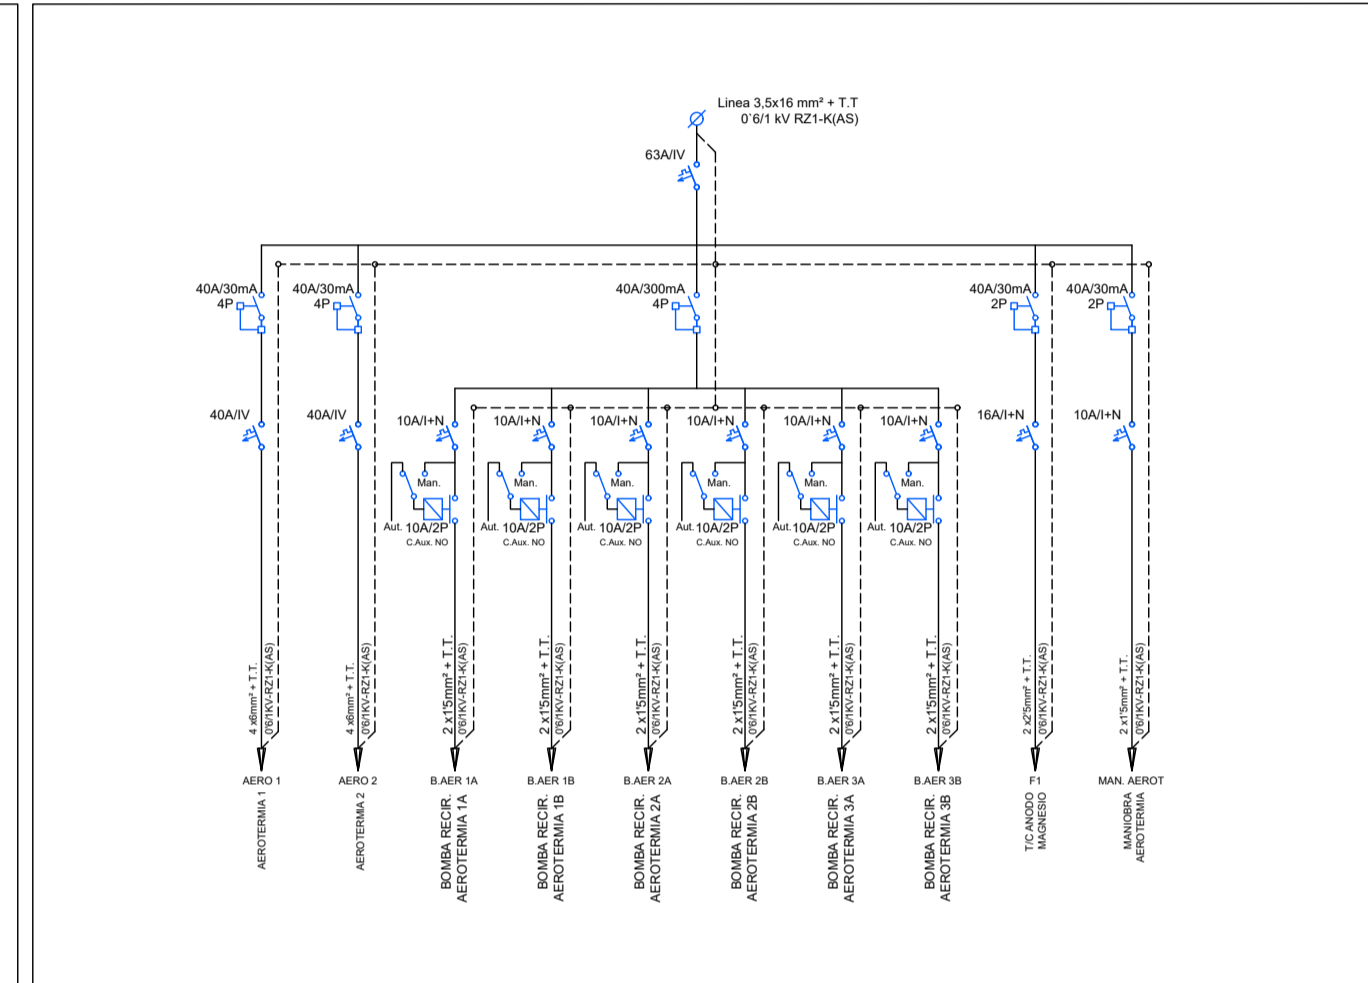 Linea 3,5x16 mm² + T.T
0`6/1 kV RZ1-K(AS)
63A/IV
40A/30mA
4P
40A/30mA
4P
40A/300mA
4P
40A/30mA
2P
40A/30mA
2P
40A/IV
40A/IV
10A/I+N
10A/I+N
10A/I+N
10A/I+N
10A/I+N
10A/I+N
16A/I+N
10A/I+N
Man.
Man.
Man.
Man.
Man.
Man.
Aut. 10A/2P
C.Aux. NO
Aut. 10A/2P
C.Aux. NO
Aut. 10A/2P
C.Aux. NO
Aut. 10A/2P
C.Aux. NO
Aut. 10A/2P
C.Aux. NO
Aut. 10A/2P
C.Aux. NO
4 x6mm² + T.T.
0'6/1KV-RZ1-K(AS)
4 x6mm² + T.T.
0'6/1KV-RZ1-K(AS)
2 x1'5mm² + T.T.
0'6/1KV-RZ1-K(AS)
2 x1'5mm² + T.T.
0'6/1KV-RZ1-K(AS)
2 x1'5mm² + T.T.
0'6/1KV-RZ1-K(AS)
2 x1'5mm² + T.T.
0'6/1KV-RZ1-K(AS)
2 x1'5mm² + T.T.
0'6/1KV-RZ1-K(AS)
2 x1'5mm² + T.T.
0'6/1KV-RZ1-K(AS)
2 x2'5mm² + T.T.
0'6/1KV-RZ1-K(AS)
2 x1'5mm² + T.T.
0'6/1KV-RZ1-K(AS)
AERO 1
AERO 2
B.AER 1A
B.AER 1B
B.AER 2A
B.AER 2B
B.AER 3A
B.AER 3B
F1
MAN. AEROT
AEROTERMIA 1
AEROTERMIA 2
BOMBA RECIR.
AEROTERMIA 1A
BOMBA RECIR.
AEROTERMIA 1B
BOMBA RECIR.
AEROTERMIA 2A
BOMBA RECIR.
AEROTERMIA 2B
BOMBA RECIR.
AEROTERMIA 3A
BOMBA RECIR.
AEROTERMIA 3B
T/C ANODO
MAGNESIO
MANIOBRA
AEROTERMIA